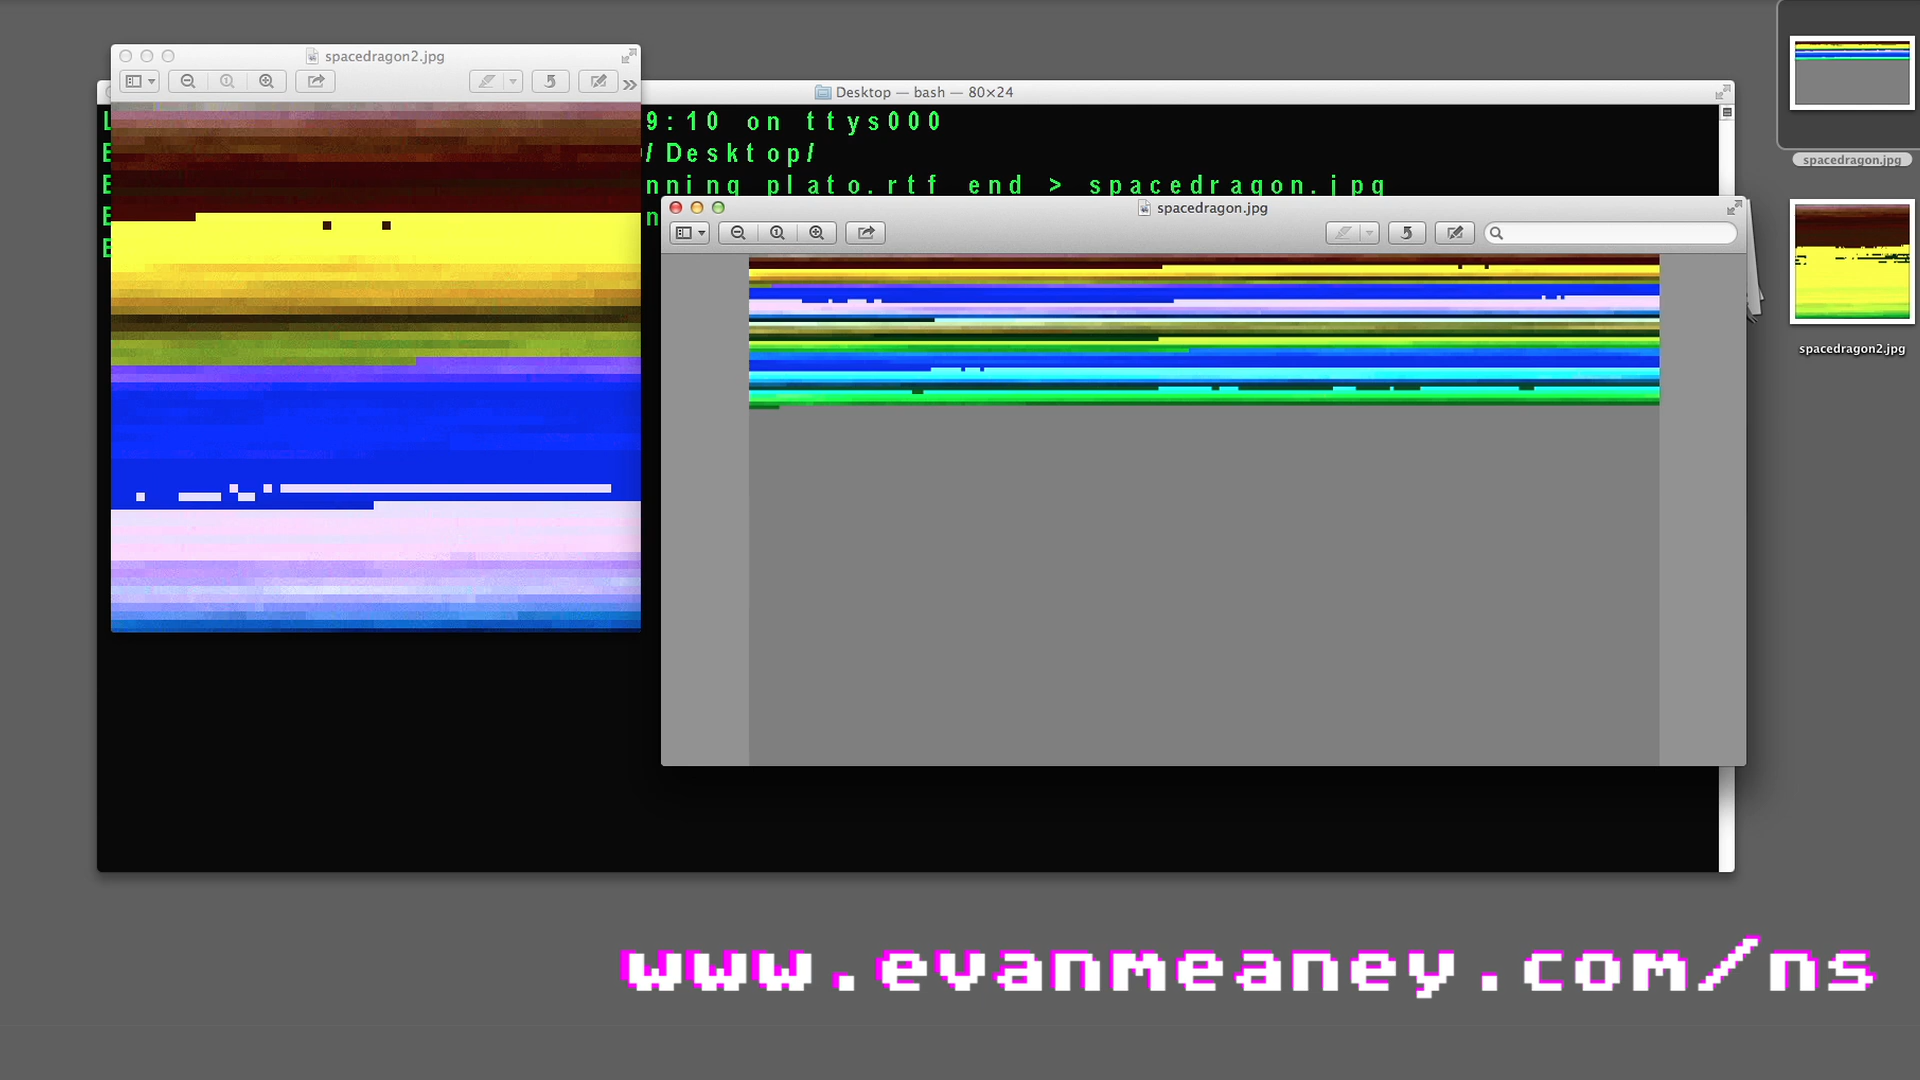 spacedragon2.jpg
Desktop — bash — 80×24
9:10 on ttys000
/Desktop/
nning plato.rtf end > spacedragon.jpg
spacedragon.jpg
spacedragon.jpg
spacedragon2.jpg
www.evanmeaney.com/ns